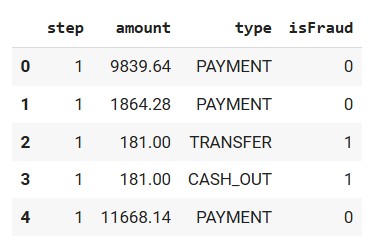 step amount type isFraud
0 1 9839.64 PAYMENT 0
1 1 1864.28 PAYMENT 0
2 1 181.00 TRANSFER 1
3 1 181.00 CASH_OUT 1
4 1 11668.14 PAYMENT 0